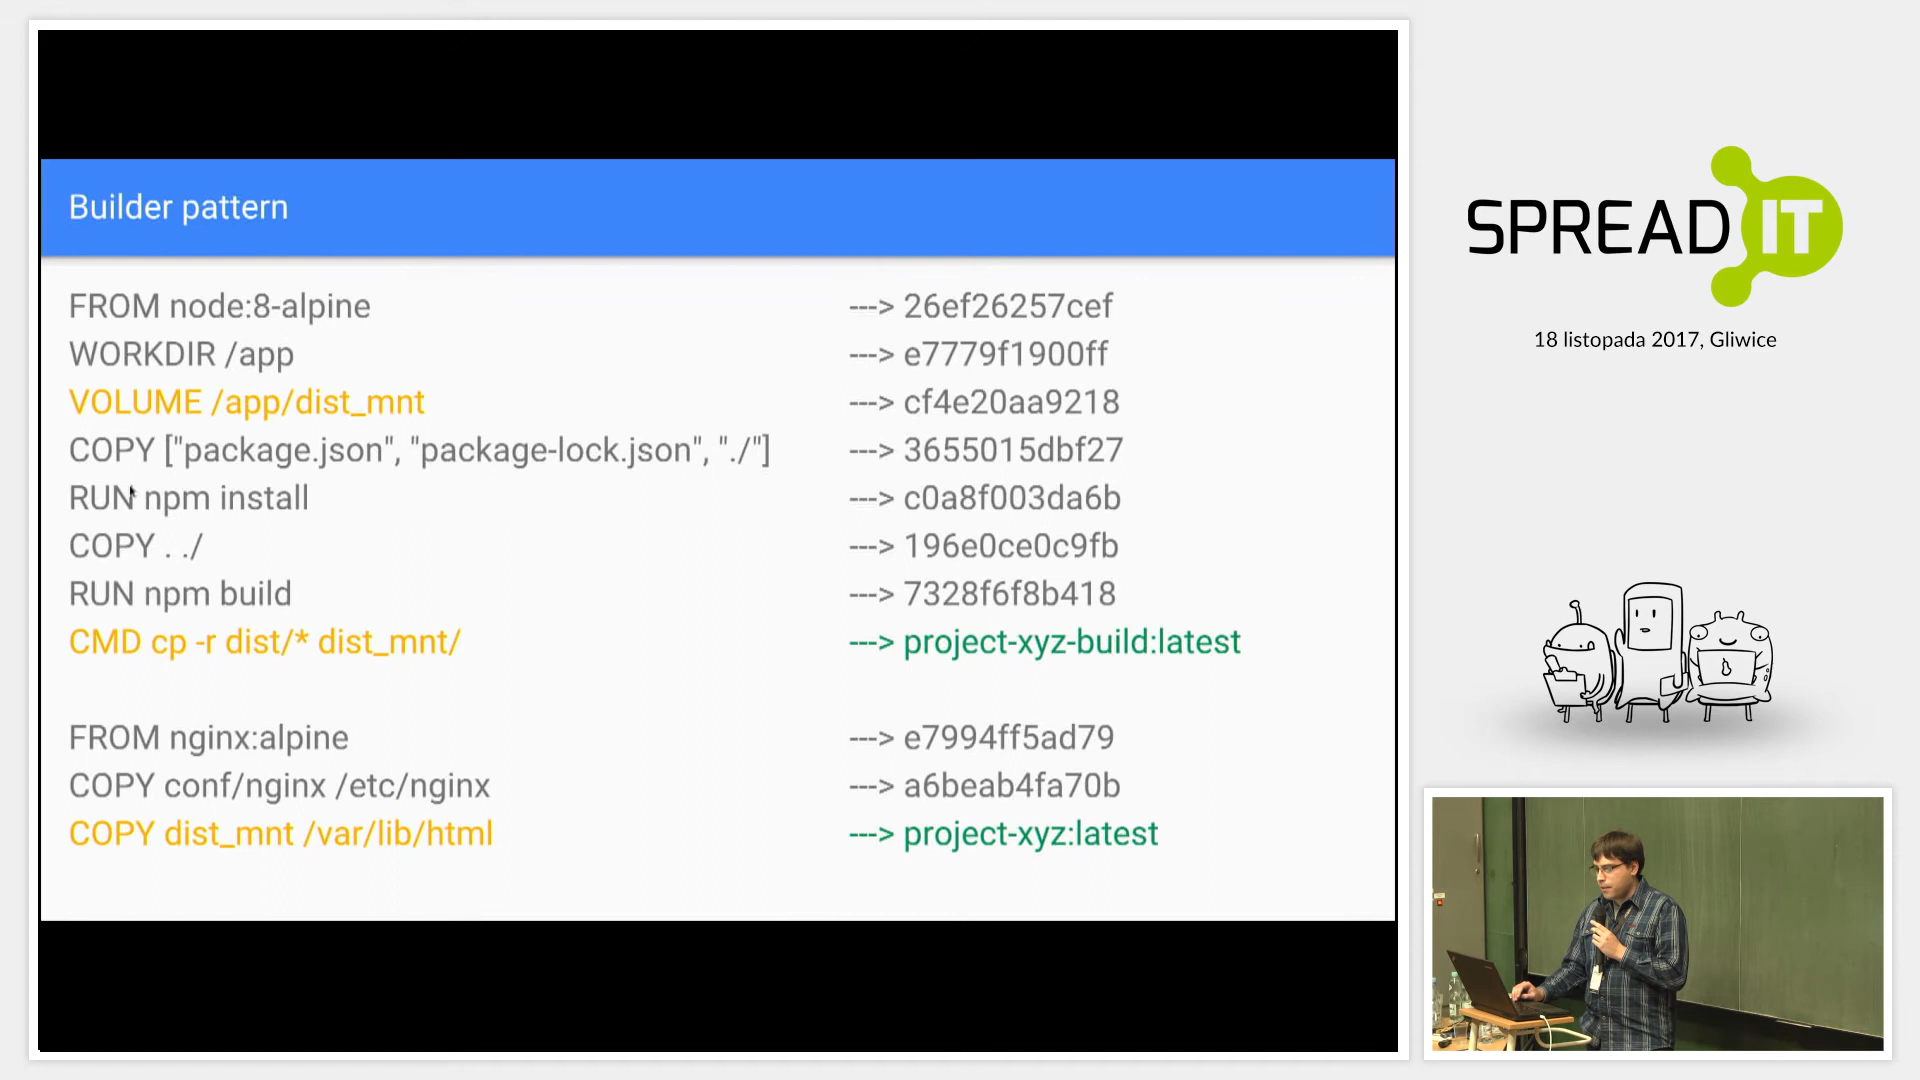 Builder pattern
FROM node:8-alpine ---> 26ef26257cef
WORKDIR /app ---> e7779f1900ff
VOLUME /app/dist_mnt ---> cf4e20aa9218
COPY ["package.json", "package-lock.json", "./"] ---> 3655015dbf27
RUN npm install ---> c0a8f003da6b
COPY . ./ ---> 196e0ce0c9fb
RUN npm build ---> 7328f6f8b418
CMD cp -r dist/* dist_mnt/ ---> project-xyz-build:latest
FROM nginx:alpine ---> e7994ff5ad79
COPY conf/nginx /etc/nginx ---> a6beab4fa70b
COPY dist_mnt /var/lib/html ---> project-xyz:latest
SPREAD IT
18 listopada 2017, Gliwice